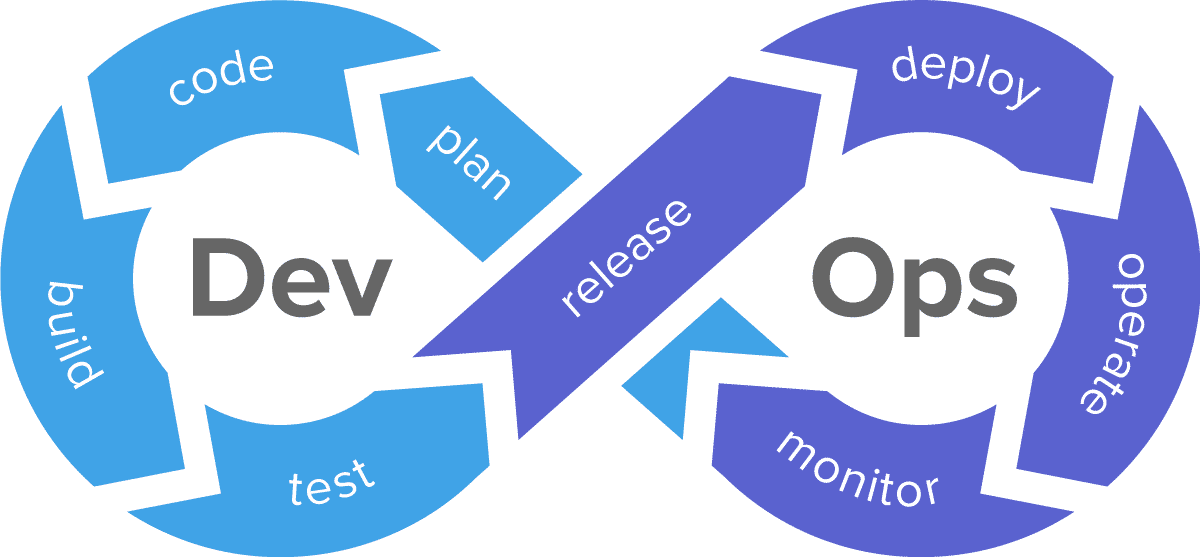 code
plan
build
Dev
test
release
deploy
Ops
operate
monitor